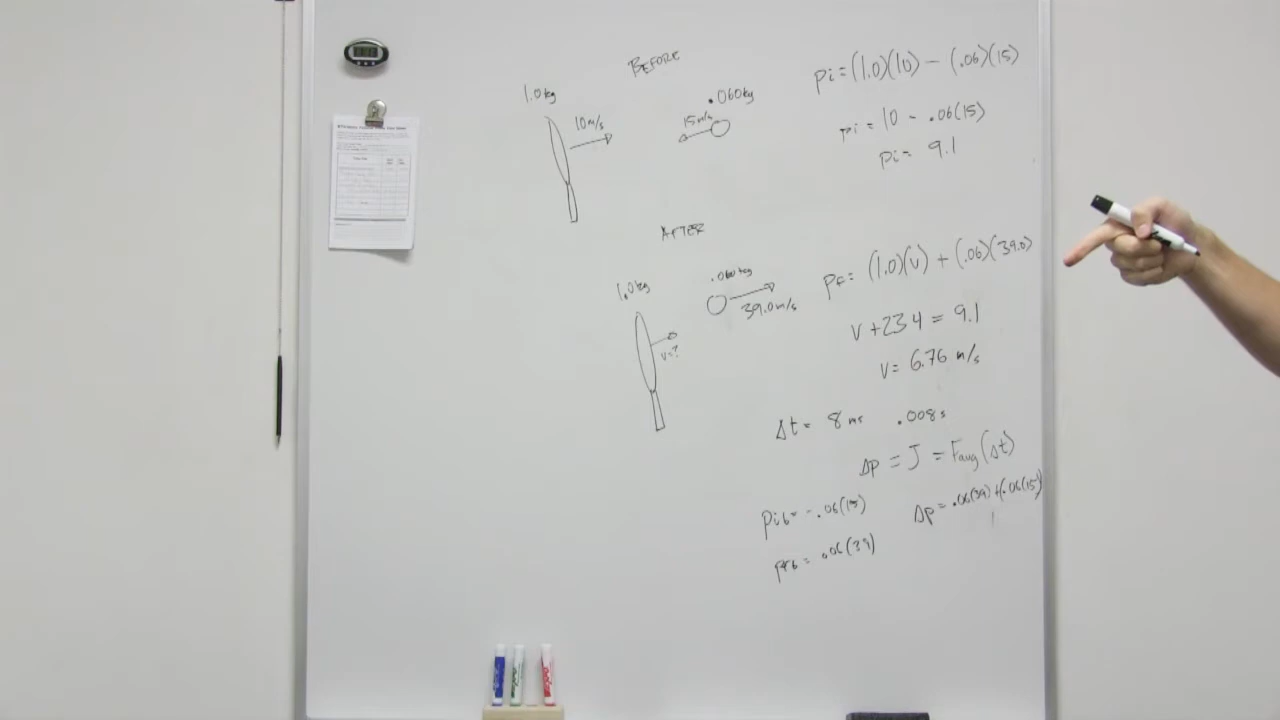 BEFORE
1.0kg
10m/s
15m/s
.060kg
pi=(1.0)(10) - (.06)(15)
pi = 10 - .06(15)
pi= 9.1
AFTER
1.0kg
v=?
.060kg
39.0m/s
pf= (1.0)(v) + (.06)(39.0)
v + 2.34 = 9.1
v= 6.76 m/s
Δt= 8ms .008s
Δp = J = Favg(Δt)
pib= -.06(15)
Δp= .06(39)+(.06(15))
pfb= .06(39)